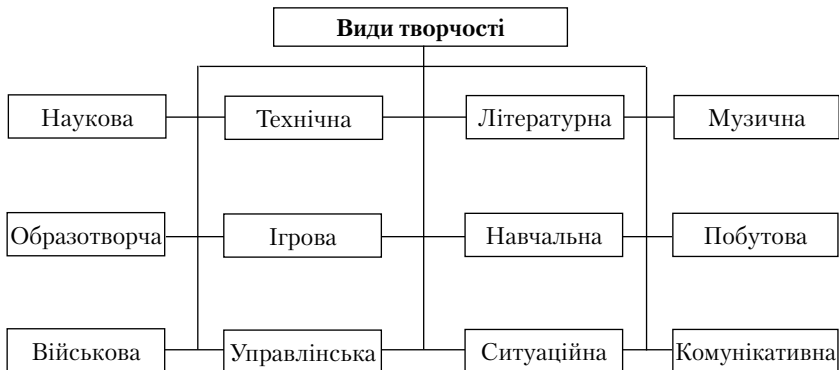 Види творчості
Наукова
Технічна
Літературна
Музична
Образотворча
Ігрова
Навчальна
Побутова
Військова
Управлінська
Ситуаційна
Комунікативна